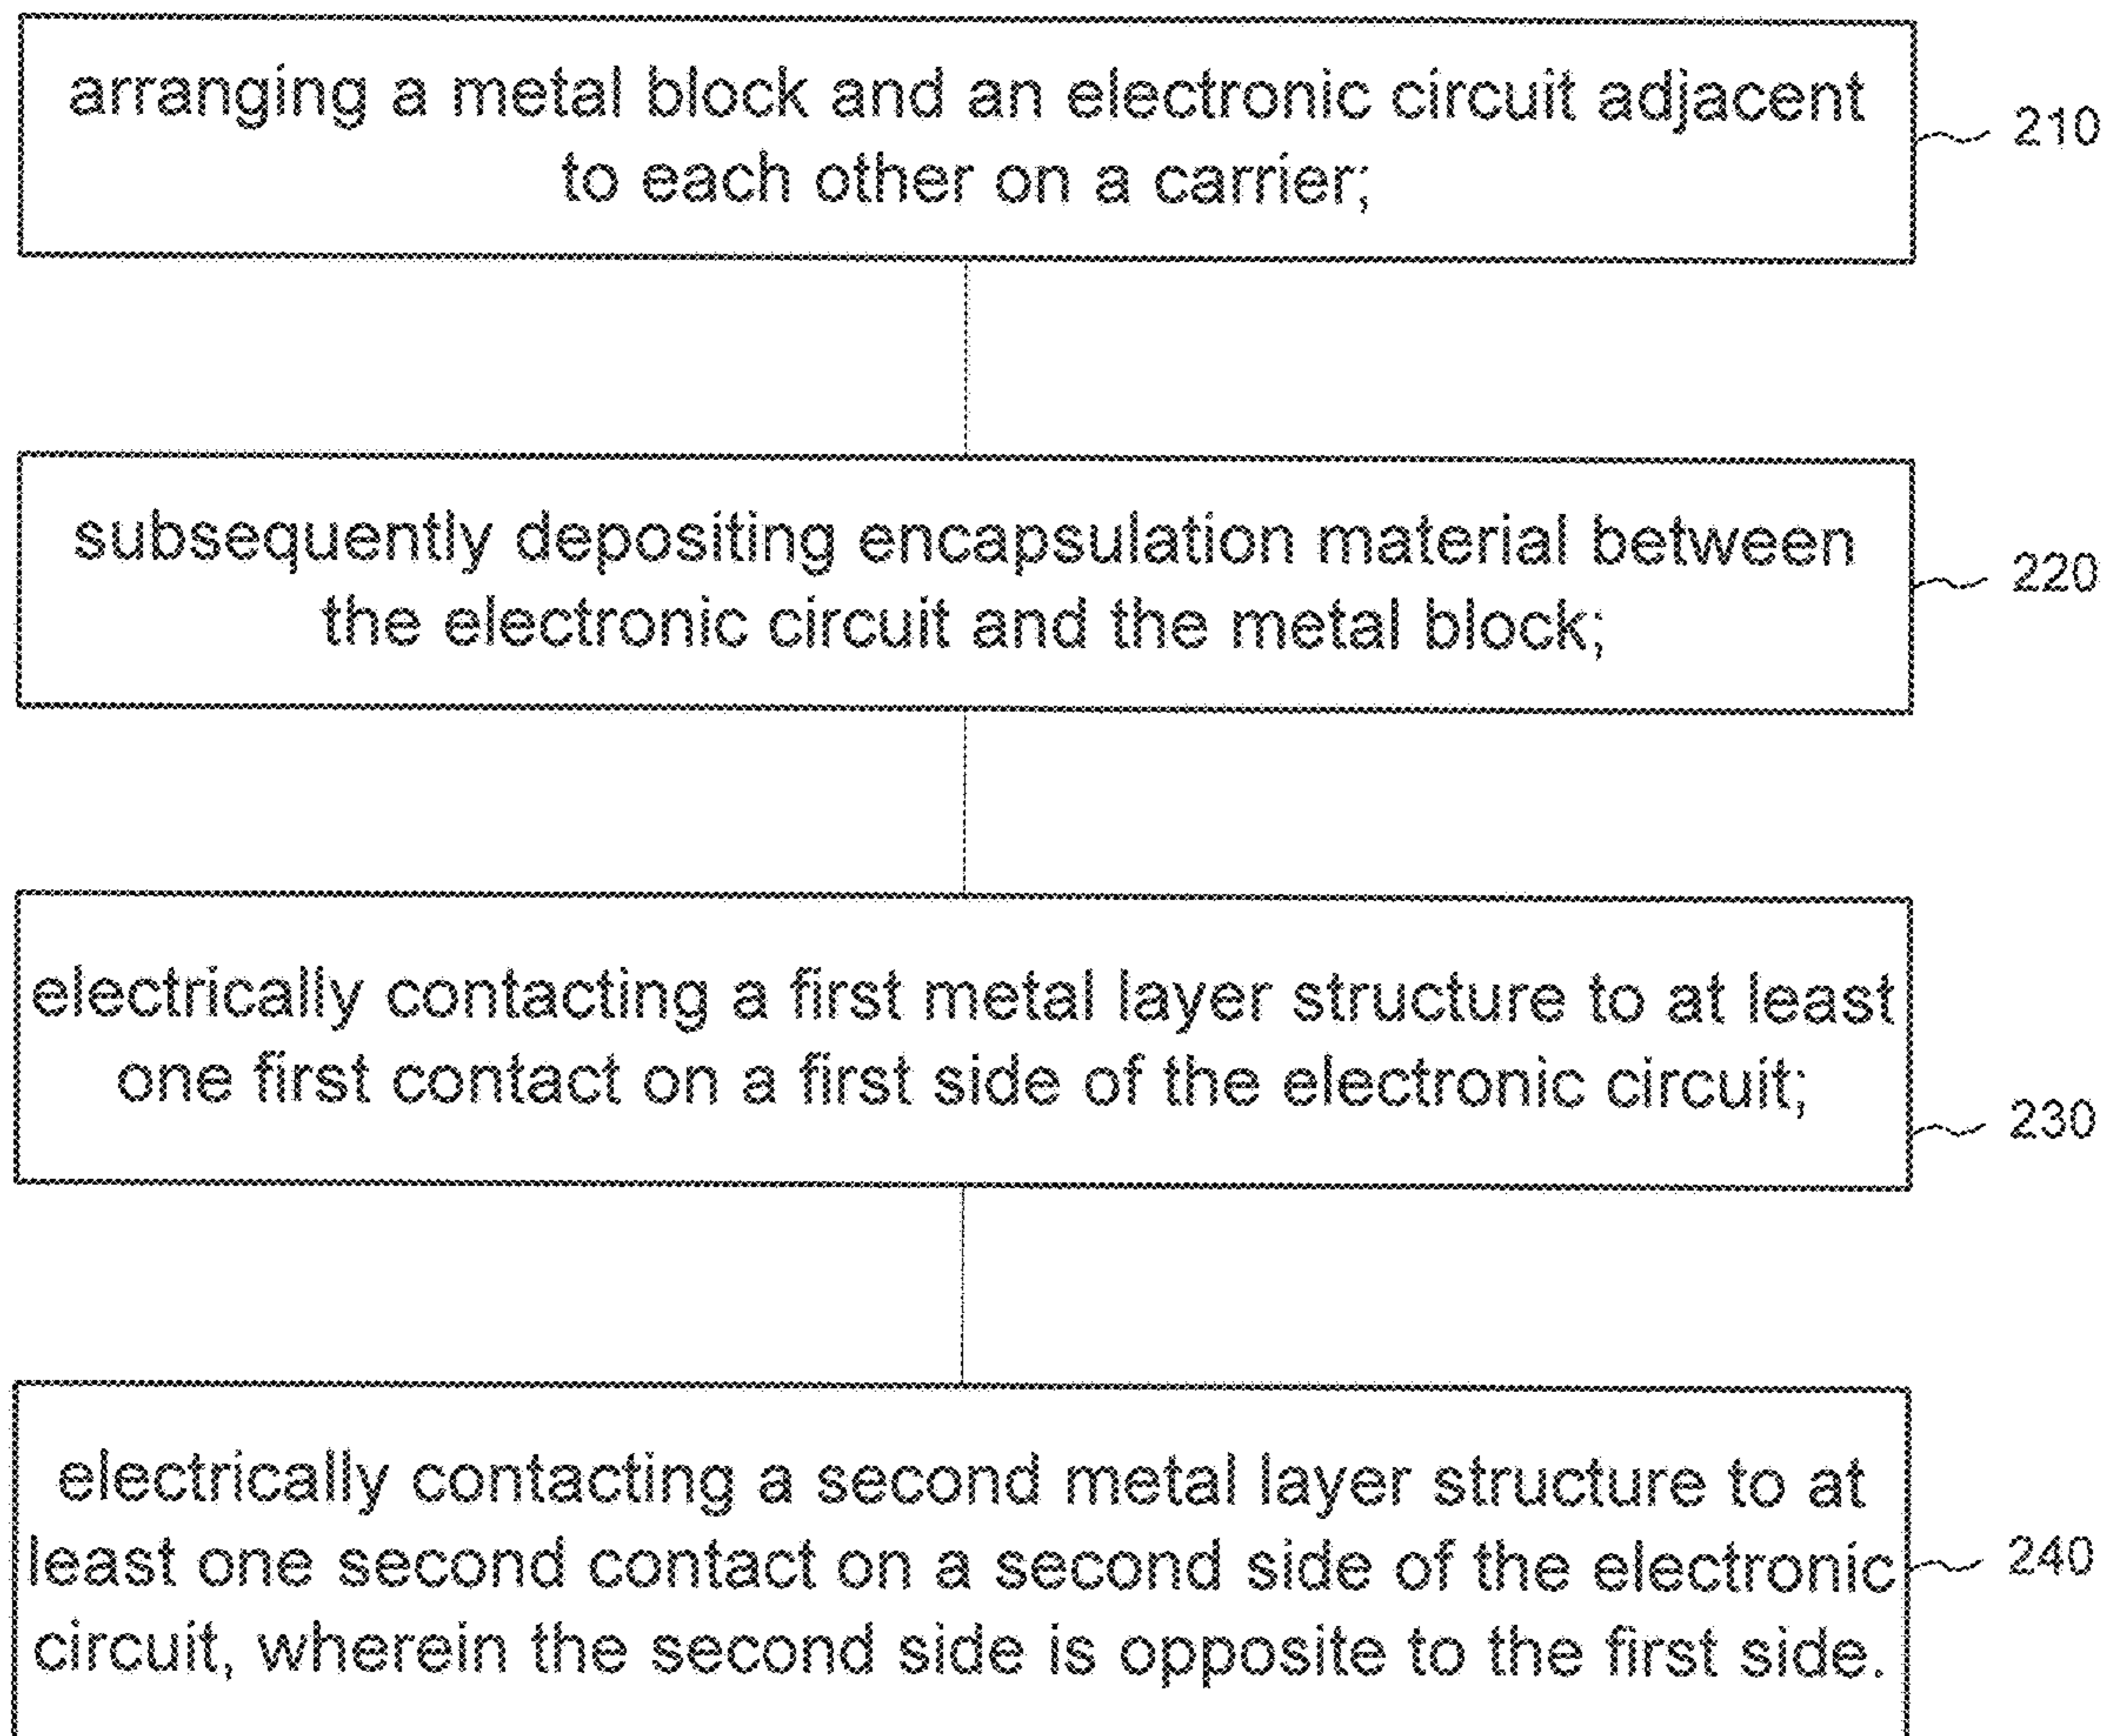 arranging a metal block and an electronic circuit adjacent
to each other on a carrier;
210
subsequently depositing encapsulation material between
the electronic circuit and the metal block;
220
electrically contacting a first metal layer structure to at least
one first contact on a first side of the electronic circuit;
230
electrically contacting a second metal layer structure to at
least one second contact on a second side of the electronic
circuit, wherein the second side is opposite to the first side.
240